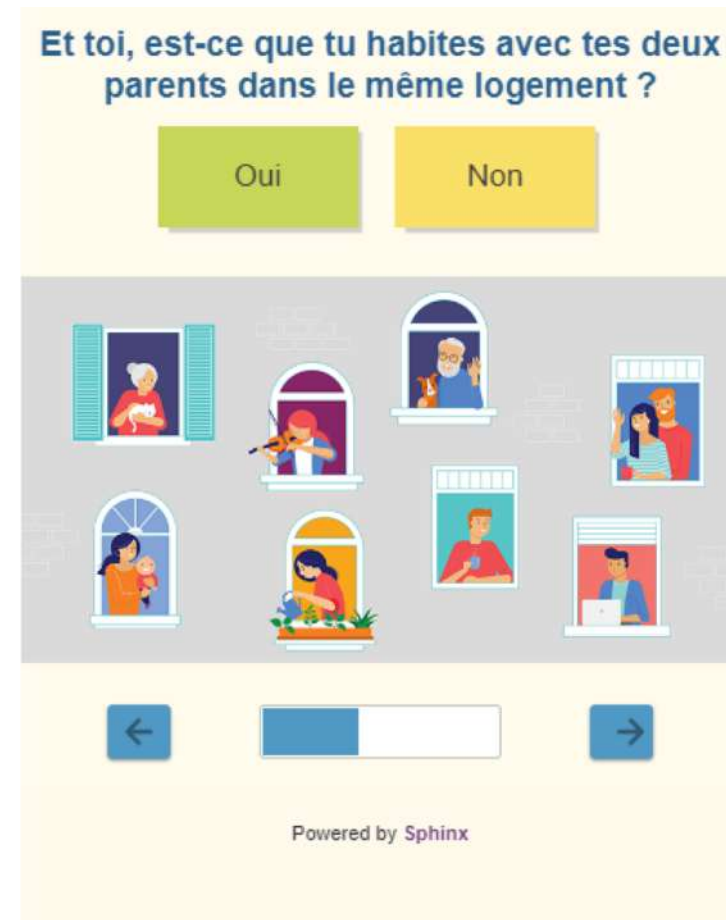 Et toi, est-ce que tu habites avec tes deux
parents dans le même logement ?
Oui
Non
Powered by Sphinx